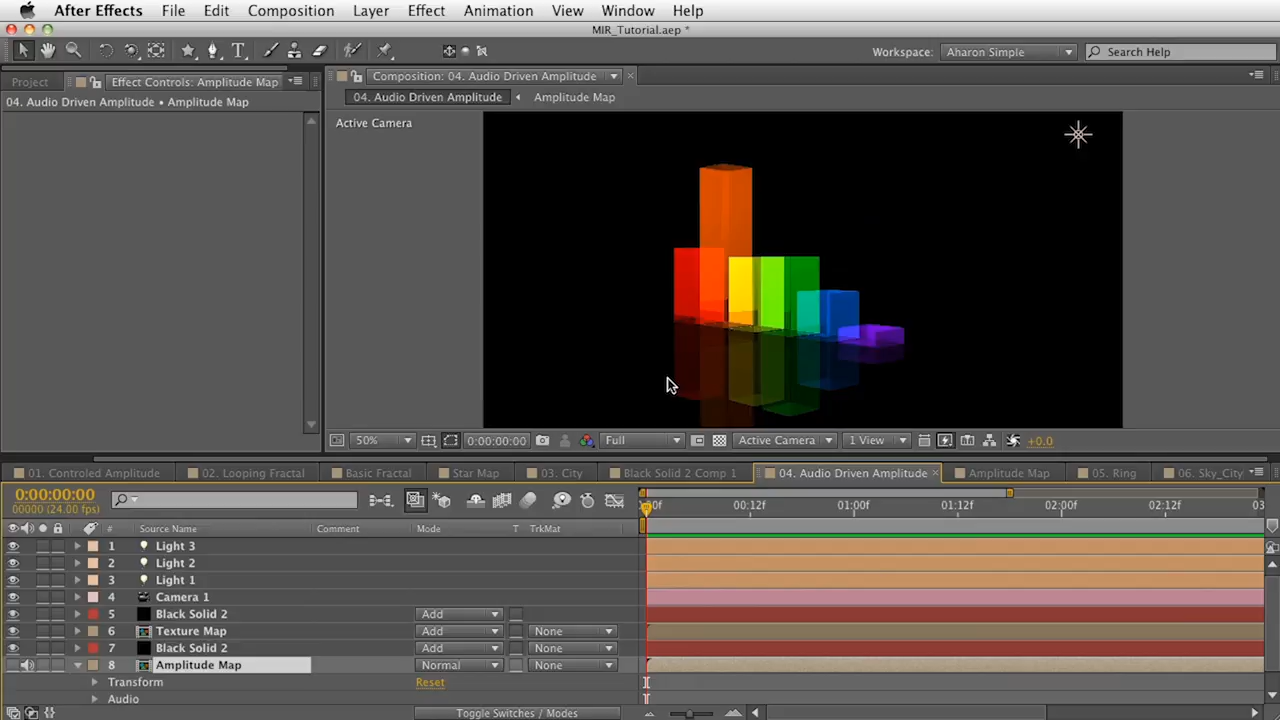 After Effects File Edit Composition Layer Effect Animation View Window Help
MIR_Tutorial.aep *
Workspace: Aharon Simple Search Help
Project Effect Controls: Amplitude Map Composition: 04. Audio Driven Amplitude
04. Audio Driven Amplitude • Amplitude Map 04. Audio Driven Amplitude Amplitude Map
Active Camera
50% 0:00:00:00 Full Active Camera 1 View +0.0
01. Controled Amplitude 02. Looping Fractal Basic Fractal Star Map 03. City Black Solid 2 Comp 1 04. Audio Driven Amplitude Amplitude Map 05. Ring 06. Sky_City
0:00:00:00
00000 (24.00 fps) :00f 00:12f 01:00f 01:12f 02:00f 02:12f 03
# Source Name Comment Mode T TrkMat
1 Light 3
2 Light 2
3 Light 1
4 Camera 1
5 Black Solid 2 Add
6 Texture Map Add None
7 Black Solid 2 Add None
8 Amplitude Map Normal None
Transform Reset
Audio
Toggle Switches / Modes